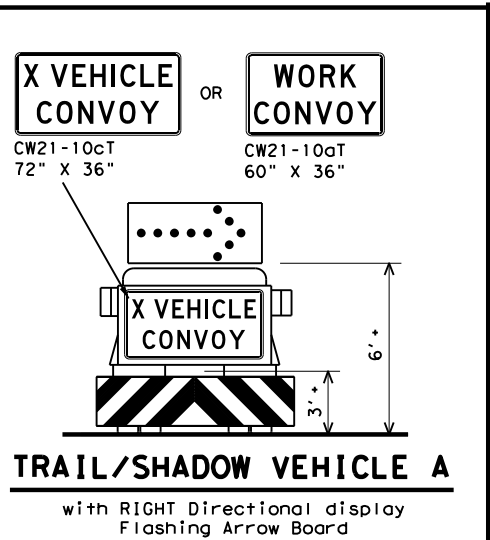 X VEHICLE
CONVOY
OR
WORK
CONVOY
CW21-10cT
72" X 36"
CW21-10aT
60" X 36"
X VEHICLE
CONVOY
6'+
3'+
TRAIL/SHADOW VEHICLE A
with RIGHT Directional display
Flashing Arrow Board